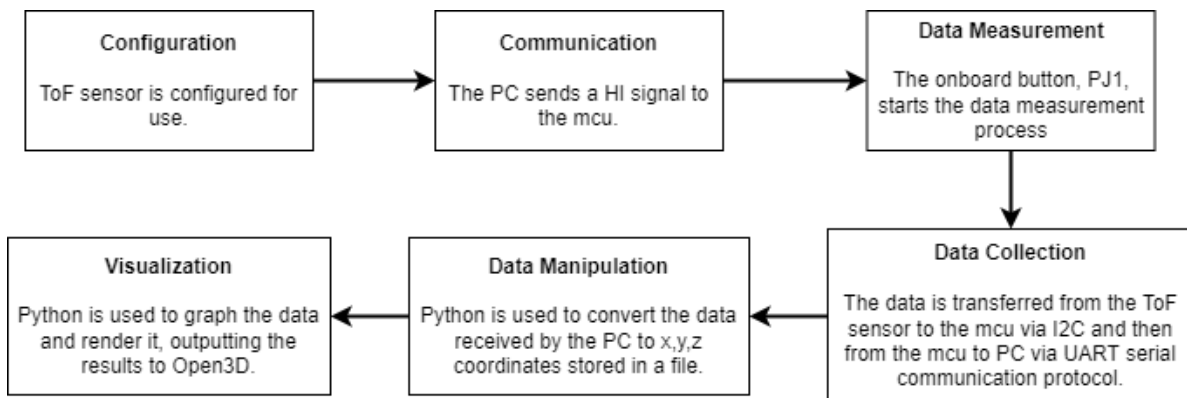 Configuration
ToF sensor is configured for
use.
Communication
The PC sends a HI signal to
the mcu.
Data Measurement
The onboard button, PJ1,
starts the data measurement
process
Data Collection
The data is transferred from the ToF
sensor to the mcu via I2C and then
from the mcu to PC via UART serial
communication protocol.
Data Manipulation
Python is used to convert the data
received by the PC to x,y,z
coordinates stored in a file.
Visualization
Python is used to graph the data
and render it, outputting the
results to Open3D.